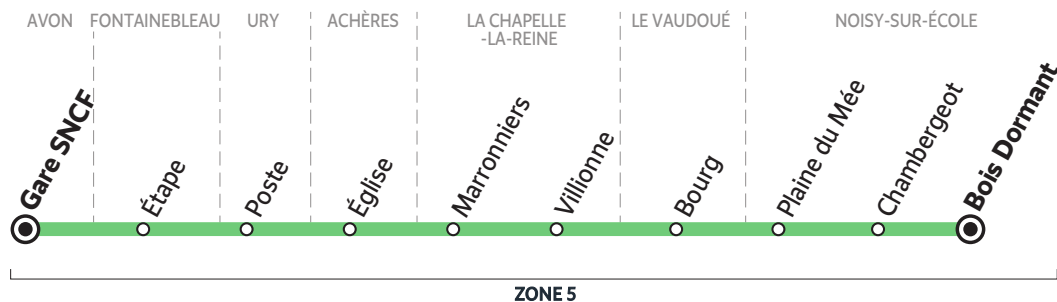 AVON
FONTAINEBLEAU
URY
ACHÈRES
LA CHAPELLE
-LA-REINE
LE VAUDOUÉ
NOISY-SUR-ÉCOLE
Gare SNCF
Étape
Poste
Église
Marronniers
Villionne
Bourg
Plaine du Mée
Chambergeot
Bois Dormant
ZONE 5